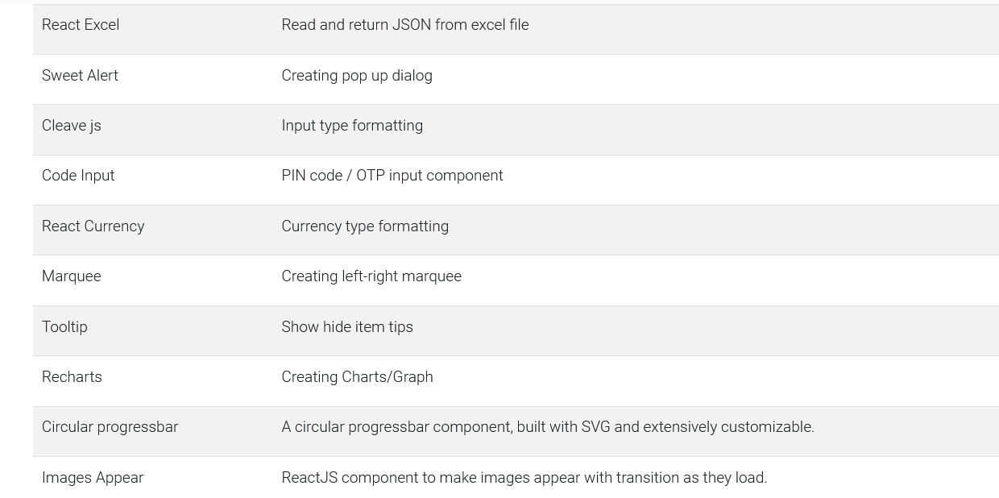 React Excel Read and return JSON from excel file
Sweet Alert Creating pop up dialog
Cleave js Input type formatting
Code Input PIN code / OTP input component
React Currency Currency type formatting
Marquee Creating left-right marquee
Tooltip Show hide item tips
Recharts Creating Charts/Graph
Circular progressbar A circular progressbar component, built with SVG and extensively customizable.
Images Appear ReactJS component to make images appear with transition as they load.